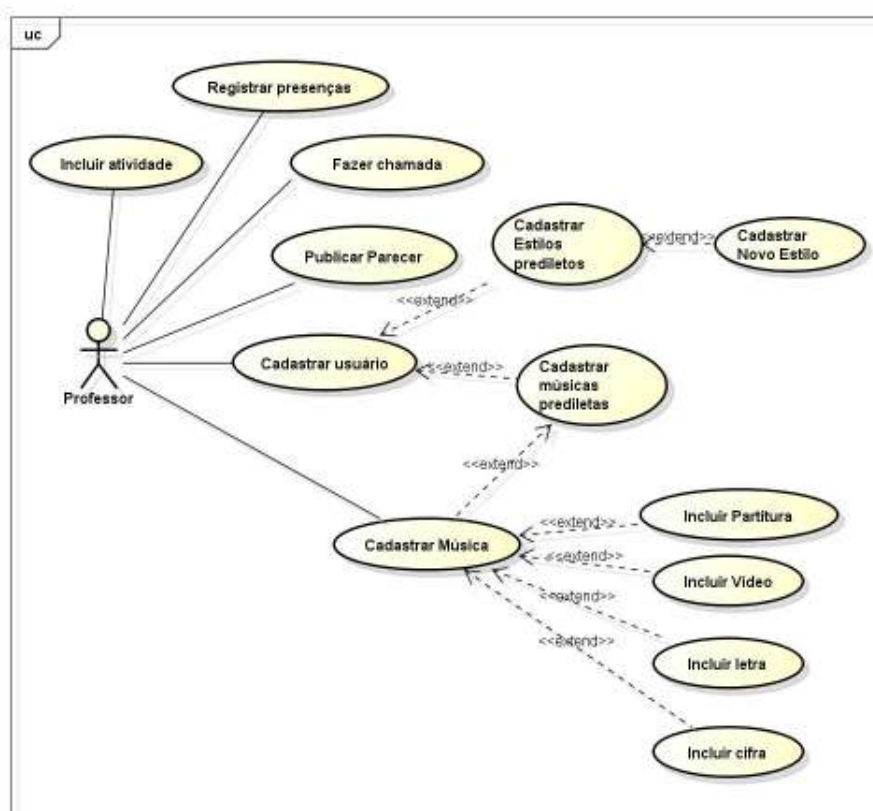 uc
Registrar presenças
Incluir atividade
Fazer chamada
Cadastrar
Estilos
prediletos
<<extend>>
Cadastrar
Novo Estilo
Publicar Parecer
<<extend>>
Cadastrar usuário
<<extend>>
Cadastrar
músicas
prediletas
Professor
<<extend>>
Cadastrar Música
<<extend>>
Incluir Partitura
<<extend>>
Incluir Vídeo
<<extend>>
<<extend>>
Incluir letra
Incluir cifra